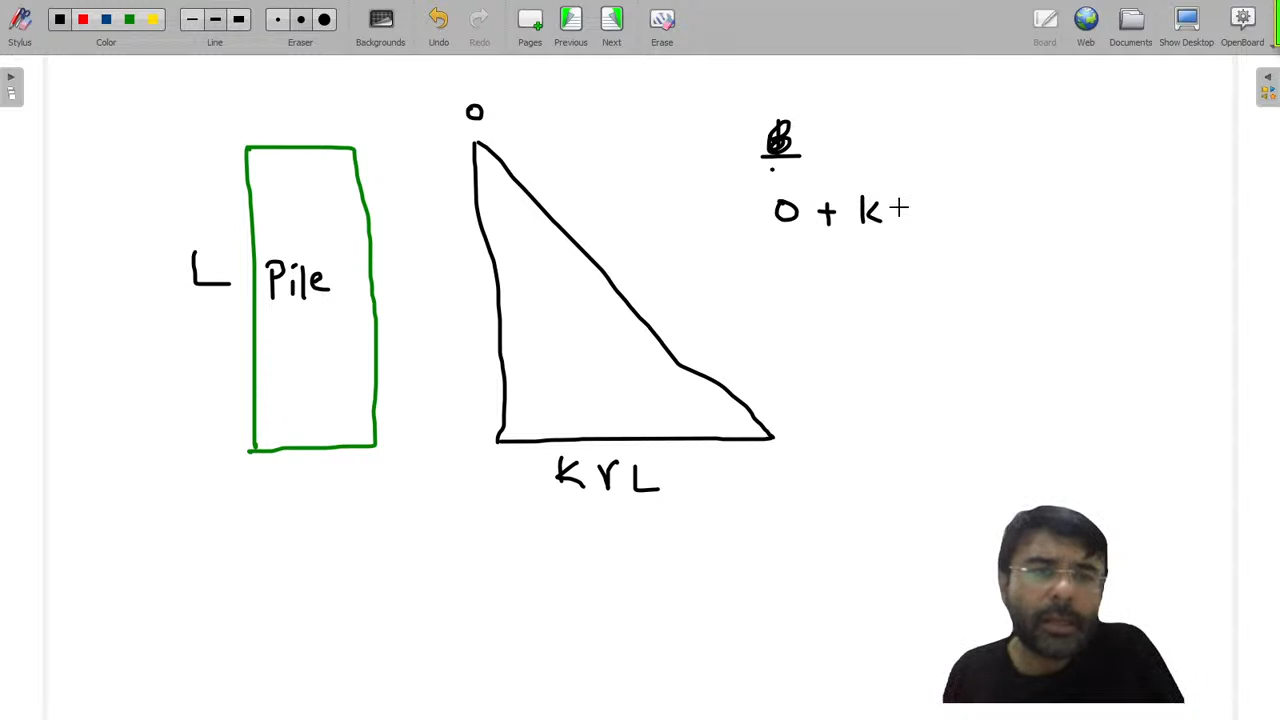 Stylus Color Line Eraser Backgrounds Undo Redo Pages Previous Next Erase Board Web Documents Show Desktop OpenBoard
0
0 + K
L Pile
K γ L